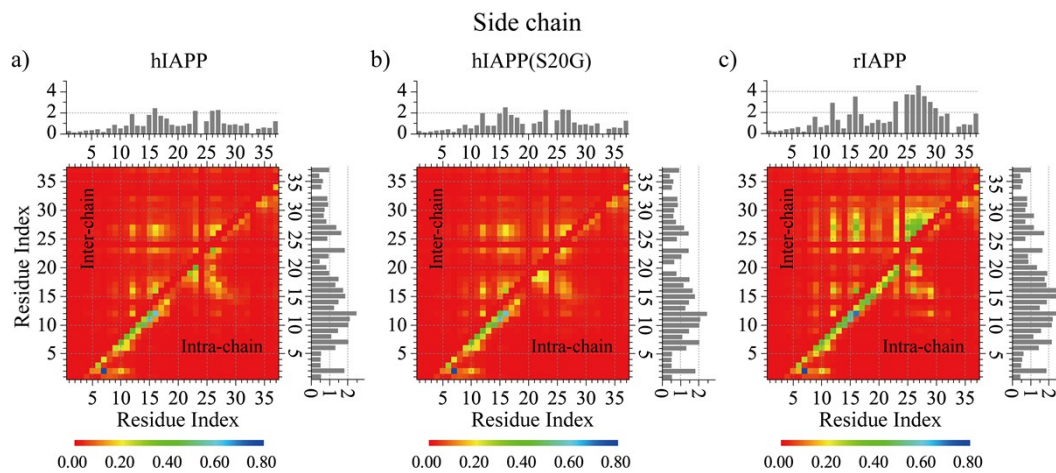 Side chain
a) hIAPP b) hIAPP(S20G) c) rIAPP
4 4 4
2 2 2
0 0 0
5 10 15 20 25 30 35 5 10 15 20 25 30 35 5 10 15 20 25 30 35
Residue Index
35 30 25 20 15 10 5
Inter-chain Inter-chain Inter-chain
Intra-chain Intra-chain Intra-chain
35 30 25 20 15 10 5 35 30 25 20 15 10 5 35 30 25 20 15 10 5
5 10 15 20 25 30 35 1 2 5 10 15 20 25 30 35 1 2 5 10 15 20 25 30 35 1 2
Residue Index Residue Index Residue Index
0.00 0.20 0.40 0.60 0.80 0.00 0.20 0.40 0.60 0.80 0.00 0.20 0.40 0.60 0.80